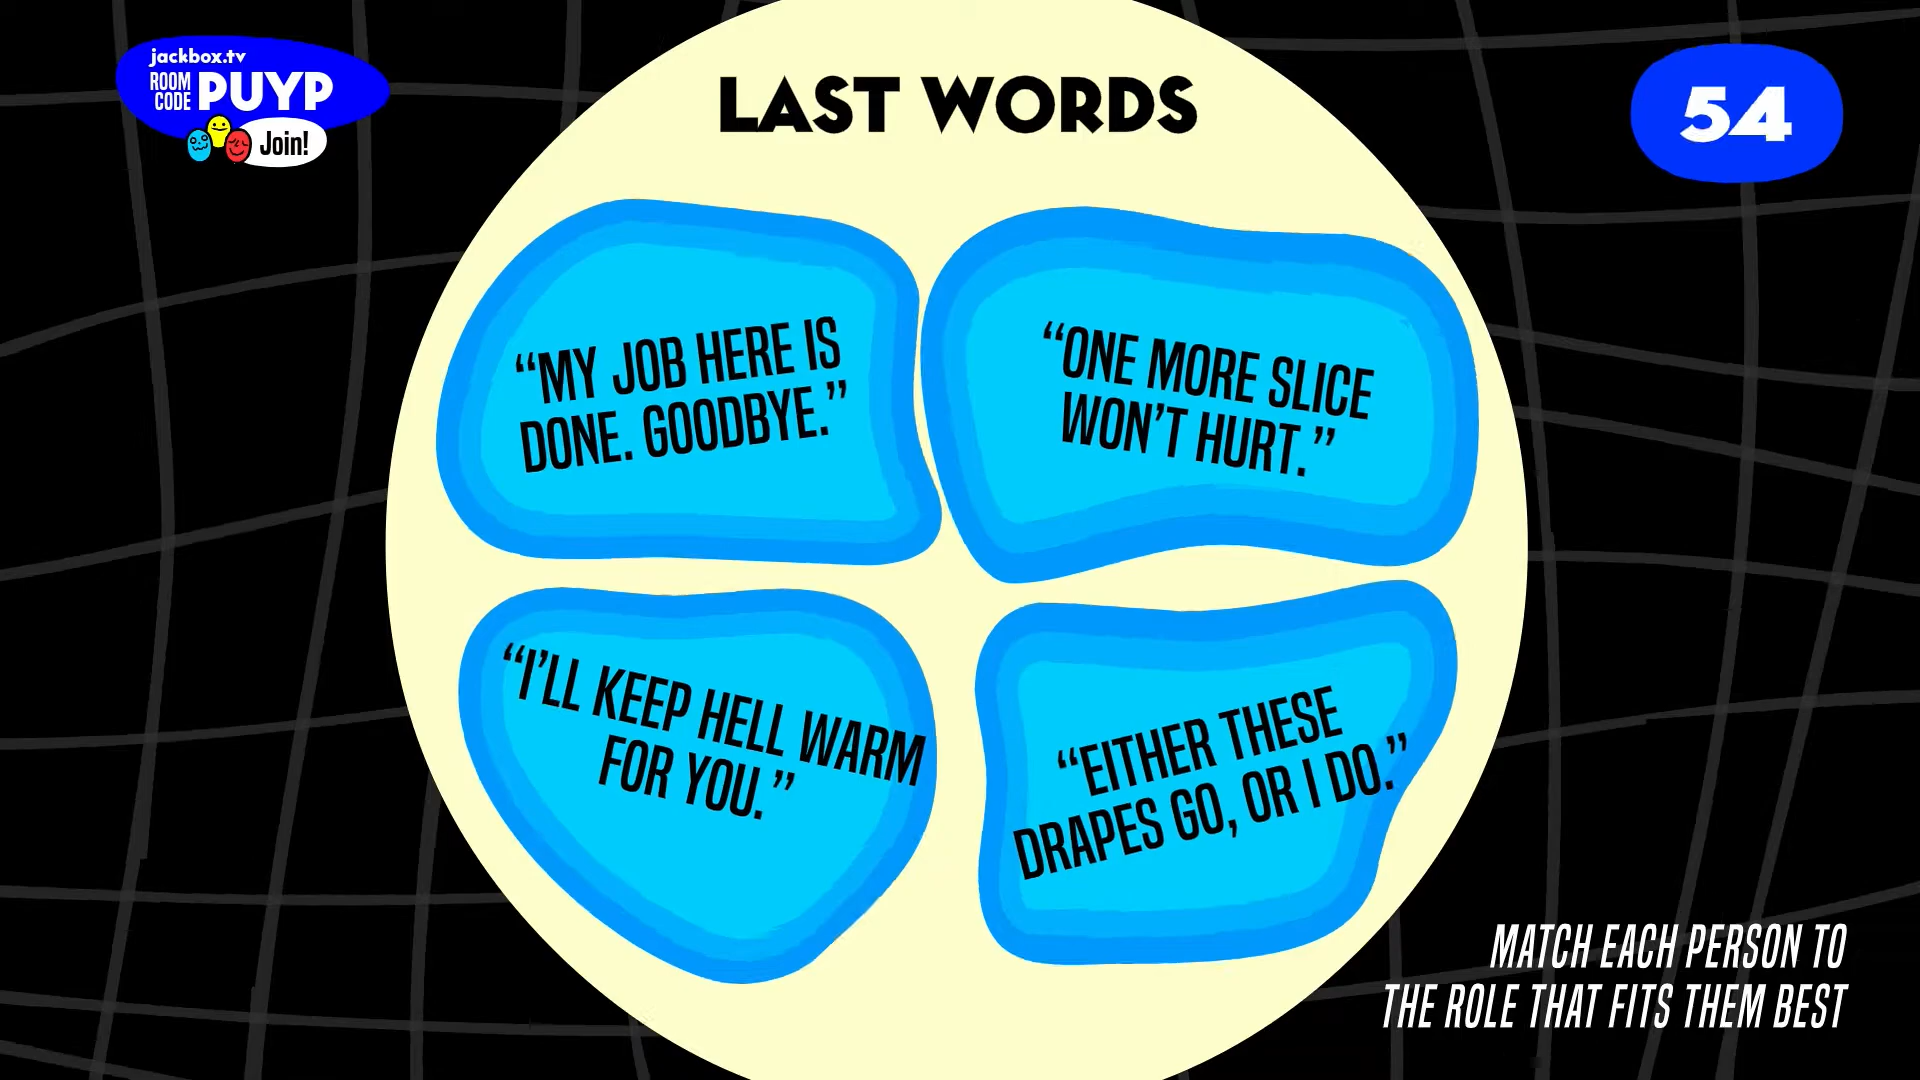 jackbox.tv
ROOM CODE PUYP
Join!
LAST WORDS
54
“MY JOB HERE IS
DONE. GOODBYE.”
“ONE MORE SLICE
WON’T HURT.”
“I’LL KEEP HELL WARM
FOR YOU.”
“EITHER THESE
DRAPES GO, OR I DO.”
MATCH EACH PERSON TO
THE ROLE THAT FITS THEM BEST